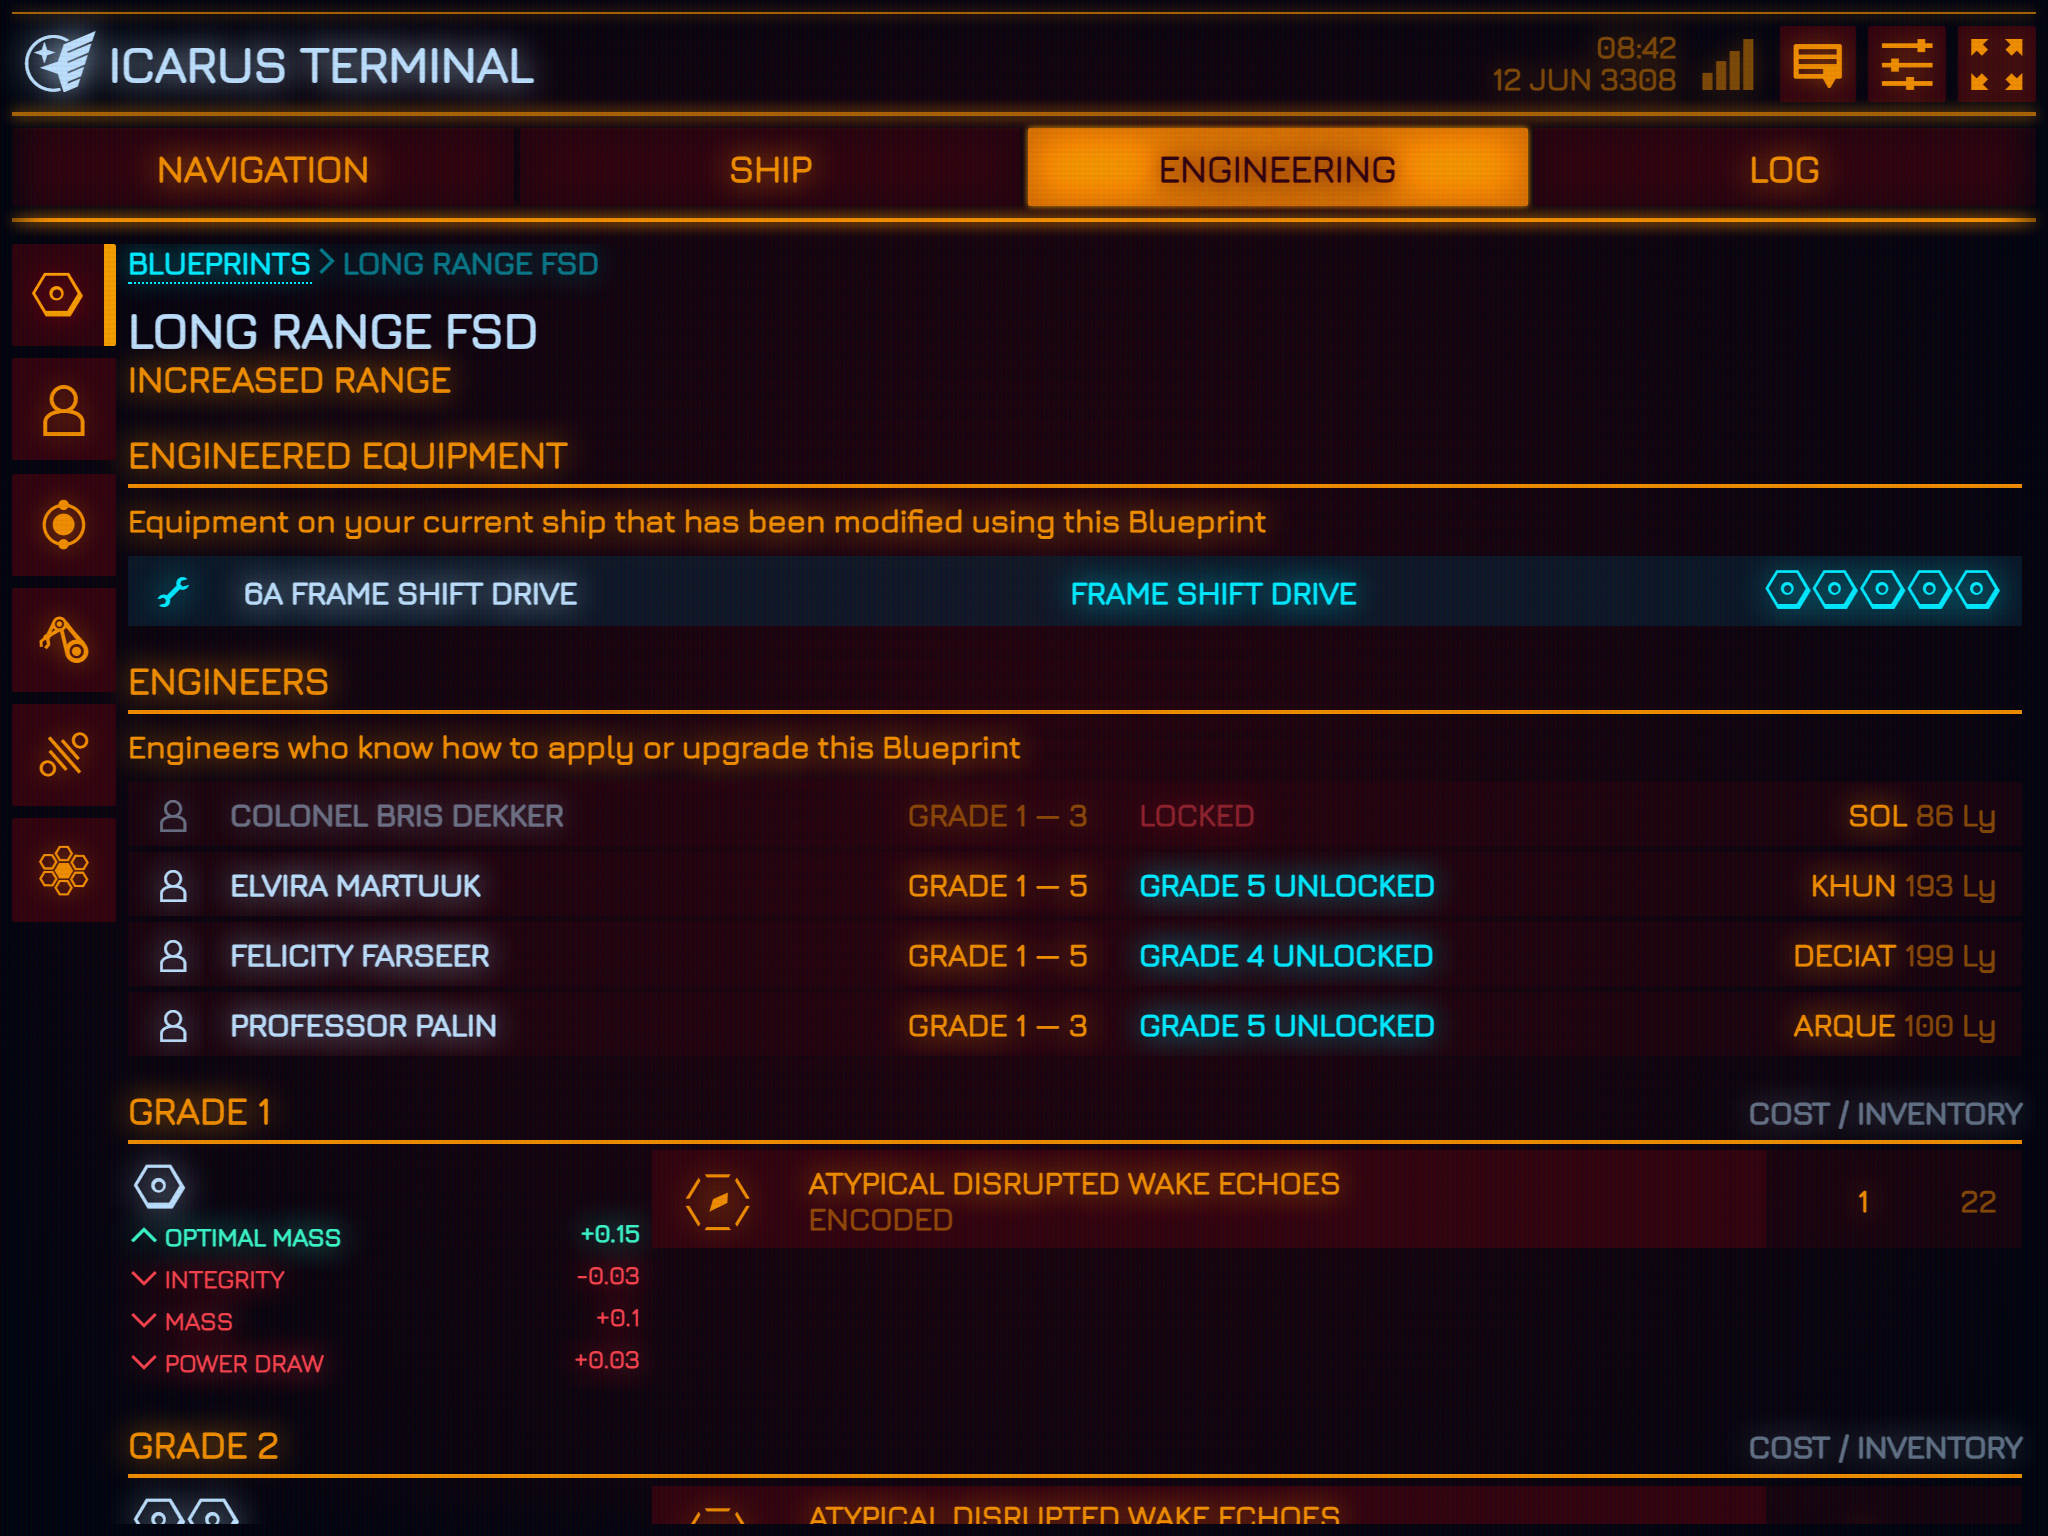 ICARUS TERMINAL
08:42
12 JUN 3308
NAVIGATION
SHIP
ENGINEERING
LOG
BLUEPRINTS > LONG RANGE FSD
LONG RANGE FSD
INCREASED RANGE
ENGINEERED EQUIPMENT
Equipment on your current ship that has been modified using this Blueprint
6A FRAME SHIFT DRIVE FRAME SHIFT DRIVE
ENGINEERS
Engineers who know how to apply or upgrade this Blueprint
COLONEL BRIS DEKKER GRADE 1 — 3 LOCKED SOL 86 Ly
ELVIRA MARTUUK GRADE 1 — 5 GRADE 5 UNLOCKED KHUN 193 Ly
FELICITY FARSEER GRADE 1 — 5 GRADE 4 UNLOCKED DECIAT 199 Ly
PROFESSOR PALIN GRADE 1 — 3 GRADE 5 UNLOCKED ARQUE 100 Ly
GRADE 1 COST / INVENTORY
ATYPICAL DISRUPTED WAKE ECHOES
ENCODED
1 22
OPTIMAL MASS +0.15
INTEGRITY -0.03
MASS +0.1
POWER DRAW +0.03
GRADE 2 COST / INVENTORY
ATYPICAL DISRUPTED WAKE ECHOES